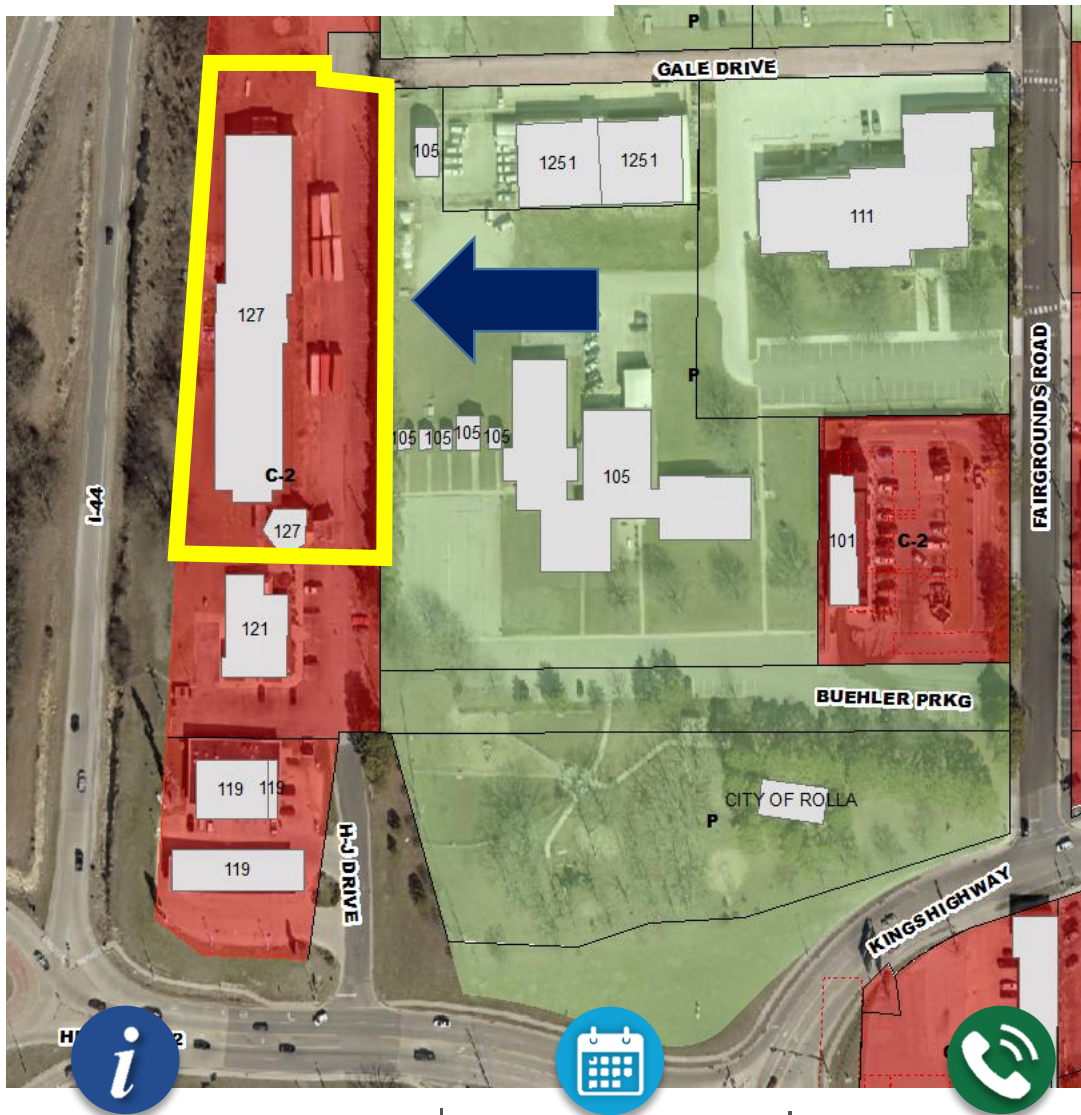 P
GALE DRIVE
105
1251
1251
111
127
FAIRGROUNDS ROAD
P
105
105
105
105
C-2
105
I-44
127
101
C-2
121
BUEHLER PRKG
119
119
CITY OF ROLLA
P
H-J DRIVE
119
KINGSHIGHWAY
i